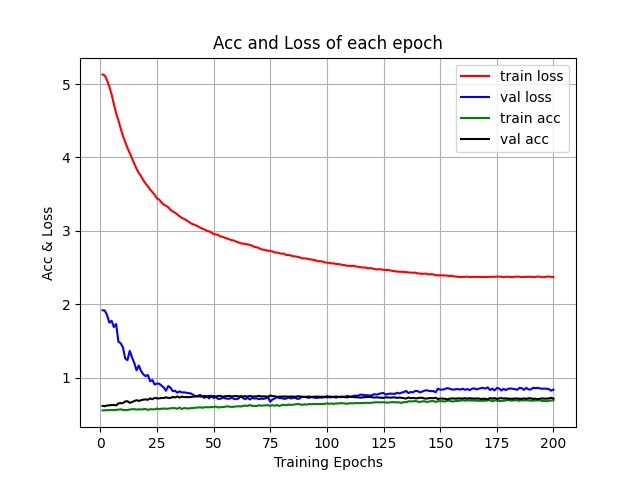 Acc and Loss of each epoch
train loss
val loss
train acc
val acc
5
4
3
2
1
Acc & Loss
0 25 50 75 100 125 150 175 200
Training Epochs